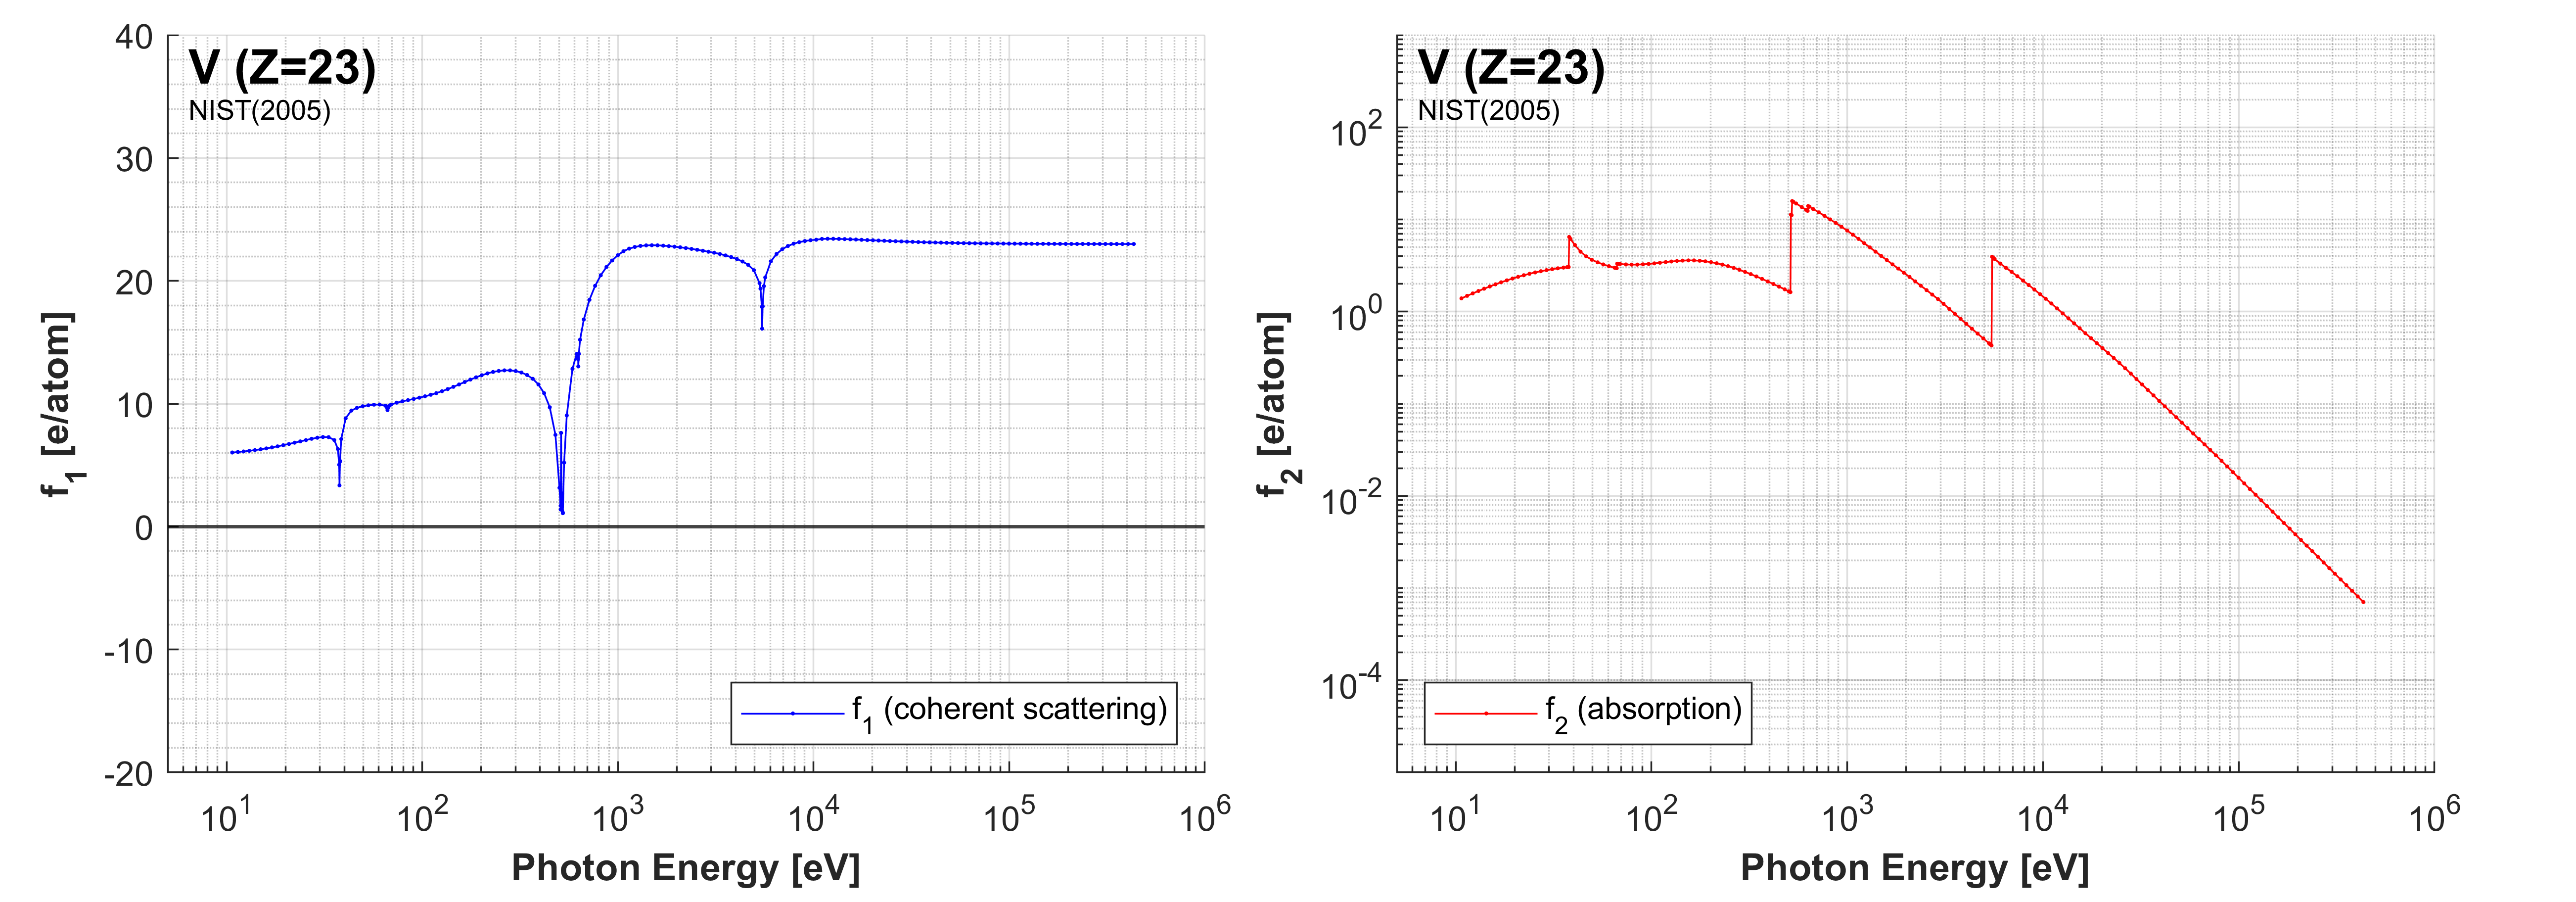 V (Z=23)
NIST(2005)
40
30
20
10
0
-10
-20
f1 [e/atom]
f1 (coherent scattering)
10^1
10^2
10^3
10^4
10^5
10^6
Photon Energy [eV]
V (Z=23)
NIST(2005)
10^2
10^0
10^-2
10^-4
f2 [e/atom]
f2 (absorption)
10^1
10^2
10^3
10^4
10^5
10^6
Photon Energy [eV]